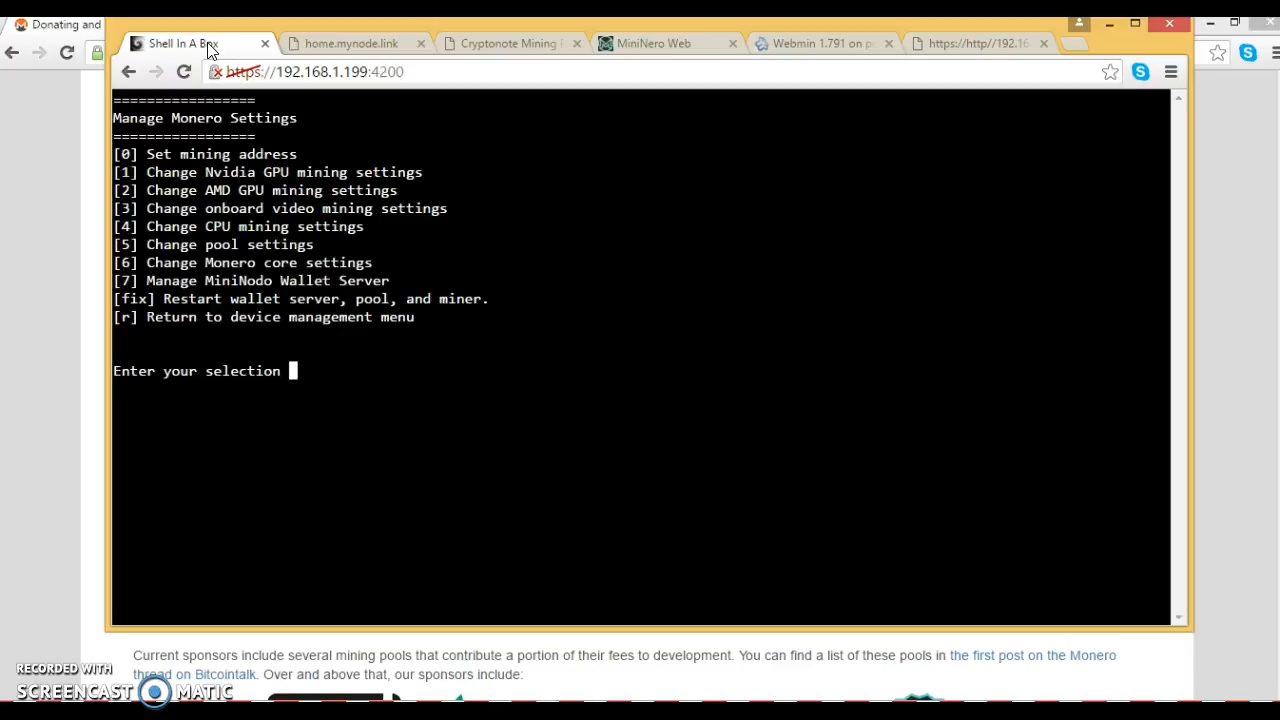 Donating and
Shell In A Box
home.mynode.link
Cryptonote Mining P
MiniNero Web
Webmin 1.791 on p
https://http//192.16
https://192.168.1.199:4200
=================
Manage Monero Settings
=================
[0] Set mining address
[1] Change Nvidia GPU mining settings
[2] Change AMD GPU mining settings
[3] Change onboard video mining settings
[4] Change CPU mining settings
[5] Change pool settings
[6] Change Monero core settings
[7] Manage MiniNodo Wallet Server
[fix] Restart wallet server, pool, and miner.
[r] Return to device management menu
Enter your selection
Current sponsors include several mining pools that contribute a portion of their fees to development. You can find a list of these pools in the first post on the Monero
thread on Bitcointalk. Over and above that, our sponsors include:
RECORDED WITH
SCREENCAST MATIC